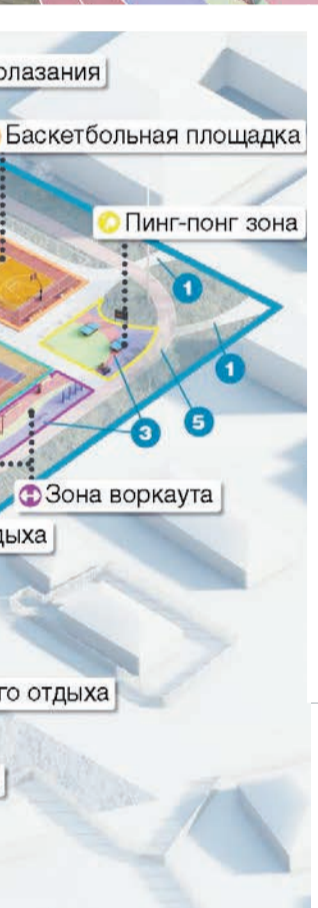 олазания
Баскетбольная площадка
Пинг-понг зона
1
1
5
3
Зона воркаута
дыха
го отдыха